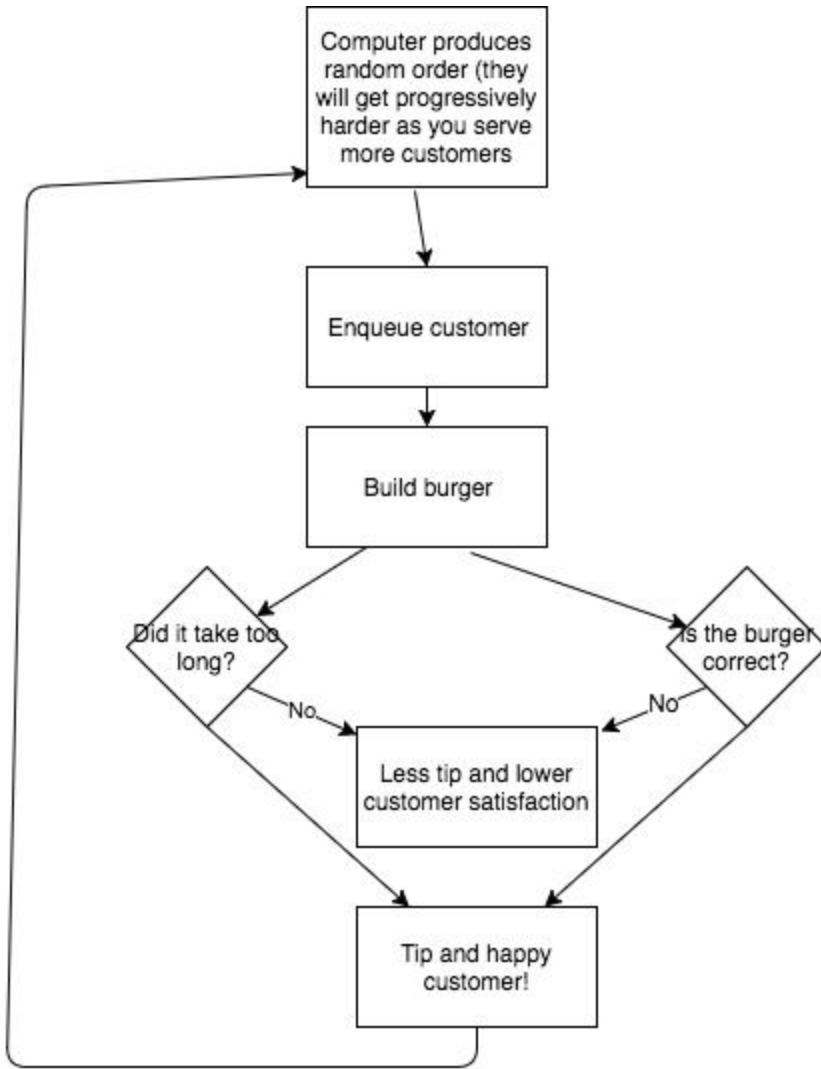 Computer produces
random order (they
will get progressively
harder as you serve
more customers
Enqueue customer
Build burger
Did it take too
long?
Is the burger
correct?
No
No
Less tip and lower
customer satisfaction
Tip and happy
customer!